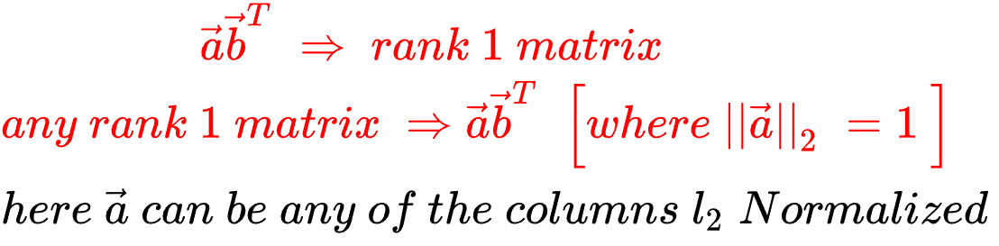 $\vec{a}\vec{b}^T \Rightarrow rank\ 1\ matrix$
$any\ rank\ 1\ matrix \Rightarrow \vec{a}\vec{b}^T \left[ where\ ||\vec{a}||_2 = 1 \right]$
$here\ \vec{a}\ can\ be\ any\ of\ the\ columns\ l_2\ Normalized$